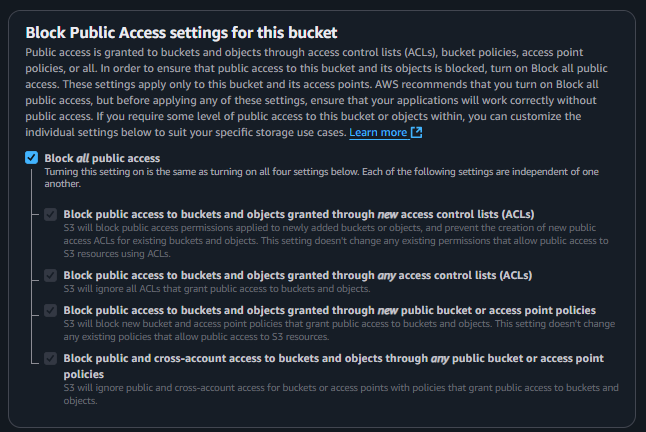 Block Public Access settings for this bucket
Public access is granted to buckets and objects through access control lists (ACLs), bucket policies, access point
policies, or all. In order to ensure that public access to this bucket and its objects is blocked, turn on Block all public
access. These settings apply only to this bucket and its access points. AWS recommends that you turn on Block all
public access, but before applying any of these settings, ensure that your applications will work correctly without
public access. If you require some level of public access to this bucket or objects within, you can customize the
individual settings below to suit your specific storage use cases. Learn more
Block all public access
Turning this setting on is the same as turning on all four settings below. Each of the following settings are independent of one
another.
Block public access to buckets and objects granted through new access control lists (ACLs)
S3 will block public access permissions applied to newly added buckets or objects, and prevent the creation of new public
access ACLs for existing buckets and objects. This setting doesn't change any existing permissions that allow public access to
S3 resources using ACLs.
Block public access to buckets and objects granted through any access control lists (ACLs)
S3 will ignore all ACLs that grant public access to buckets and objects.
Block public access to buckets and objects granted through new public bucket or access point policies
S3 will block new bucket and access point policies that grant public access to buckets and objects. This setting doesn't change
any existing policies that allow public access to S3 resources.
Block public and cross-account access to buckets and objects through any public bucket or access point
policies
S3 will ignore public and cross-account access for buckets or access points with policies that grant public access to buckets and
objects.